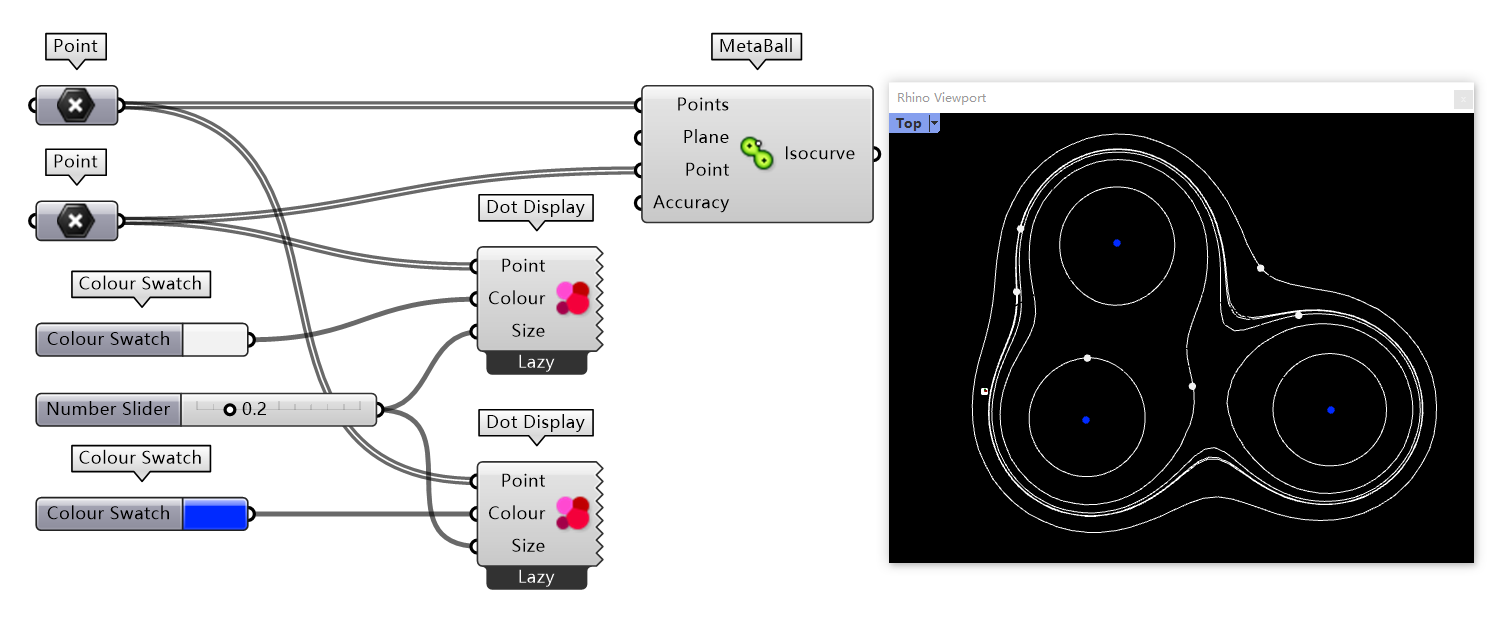 Point
Point
Colour Swatch
Colour Swatch
Number Slider 0.2
Colour Swatch
Colour Swatch
Dot Display
Point
Colour
Size
Lazy
Dot Display
Point
Colour
Size
Lazy
MetaBall
Points
Plane
Point
Accuracy
Isocurve
Rhino Viewport
Top